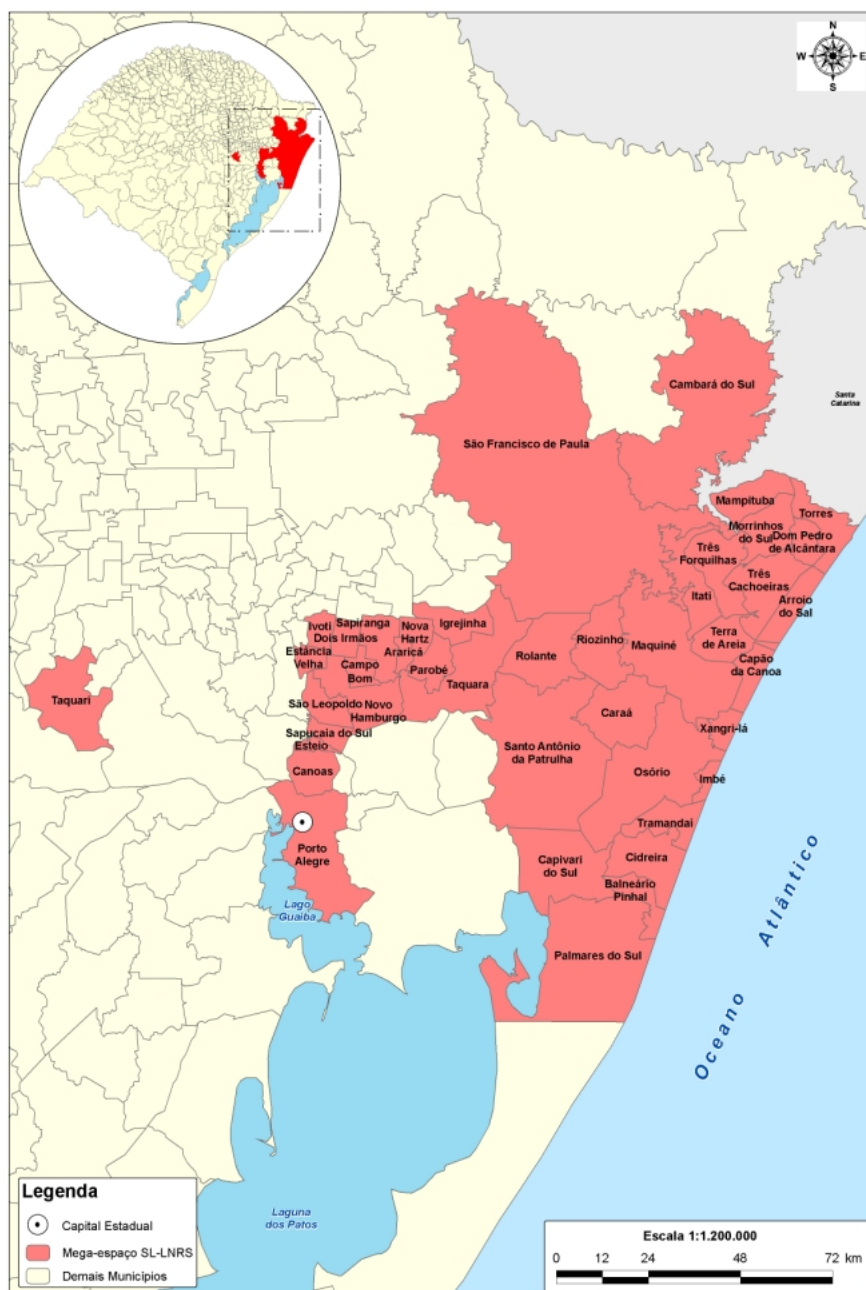 N
W
E
S
Cambará do Sul
Santa
Catarina
São Francisco de Paula
Mampituba
Torres
Morrinhos
do Sul
Dom Pedro
de Alcântara
Três
Forquilhas
Três
Cachoeiras
Itati
Arroio
do Sal
Ivoti
Sapiranga
Nova
Hartz
Igrejinha
Dois Irmãos
Araricá
Estância
Velha
Campo
Bom
Parobé
Taquara
Rolante
Riozinho
Maquiné
Terra
de Areia
Capão
da Canoa
Taquari
São Leopoldo
Novo
Hamburgo
Caraá
Xangri-lá
Sapucaia do Sul
Esteio
Santo Antônio
da Patrulha
Canoas
Osório
Imbé
Tramandai
Porto
Alegre
Capivari
do Sul
Cidreira
Balneário
Pinhal
Lago
Guaiba
Palmares do Sul
Oceano Atlântico
Laguna
dos Patos
Legenda
Capital Estadual
Mega-espaço SL-LNRS
Demais Municípios
Escala 1:1.200.000
0 12 24 48 72 km